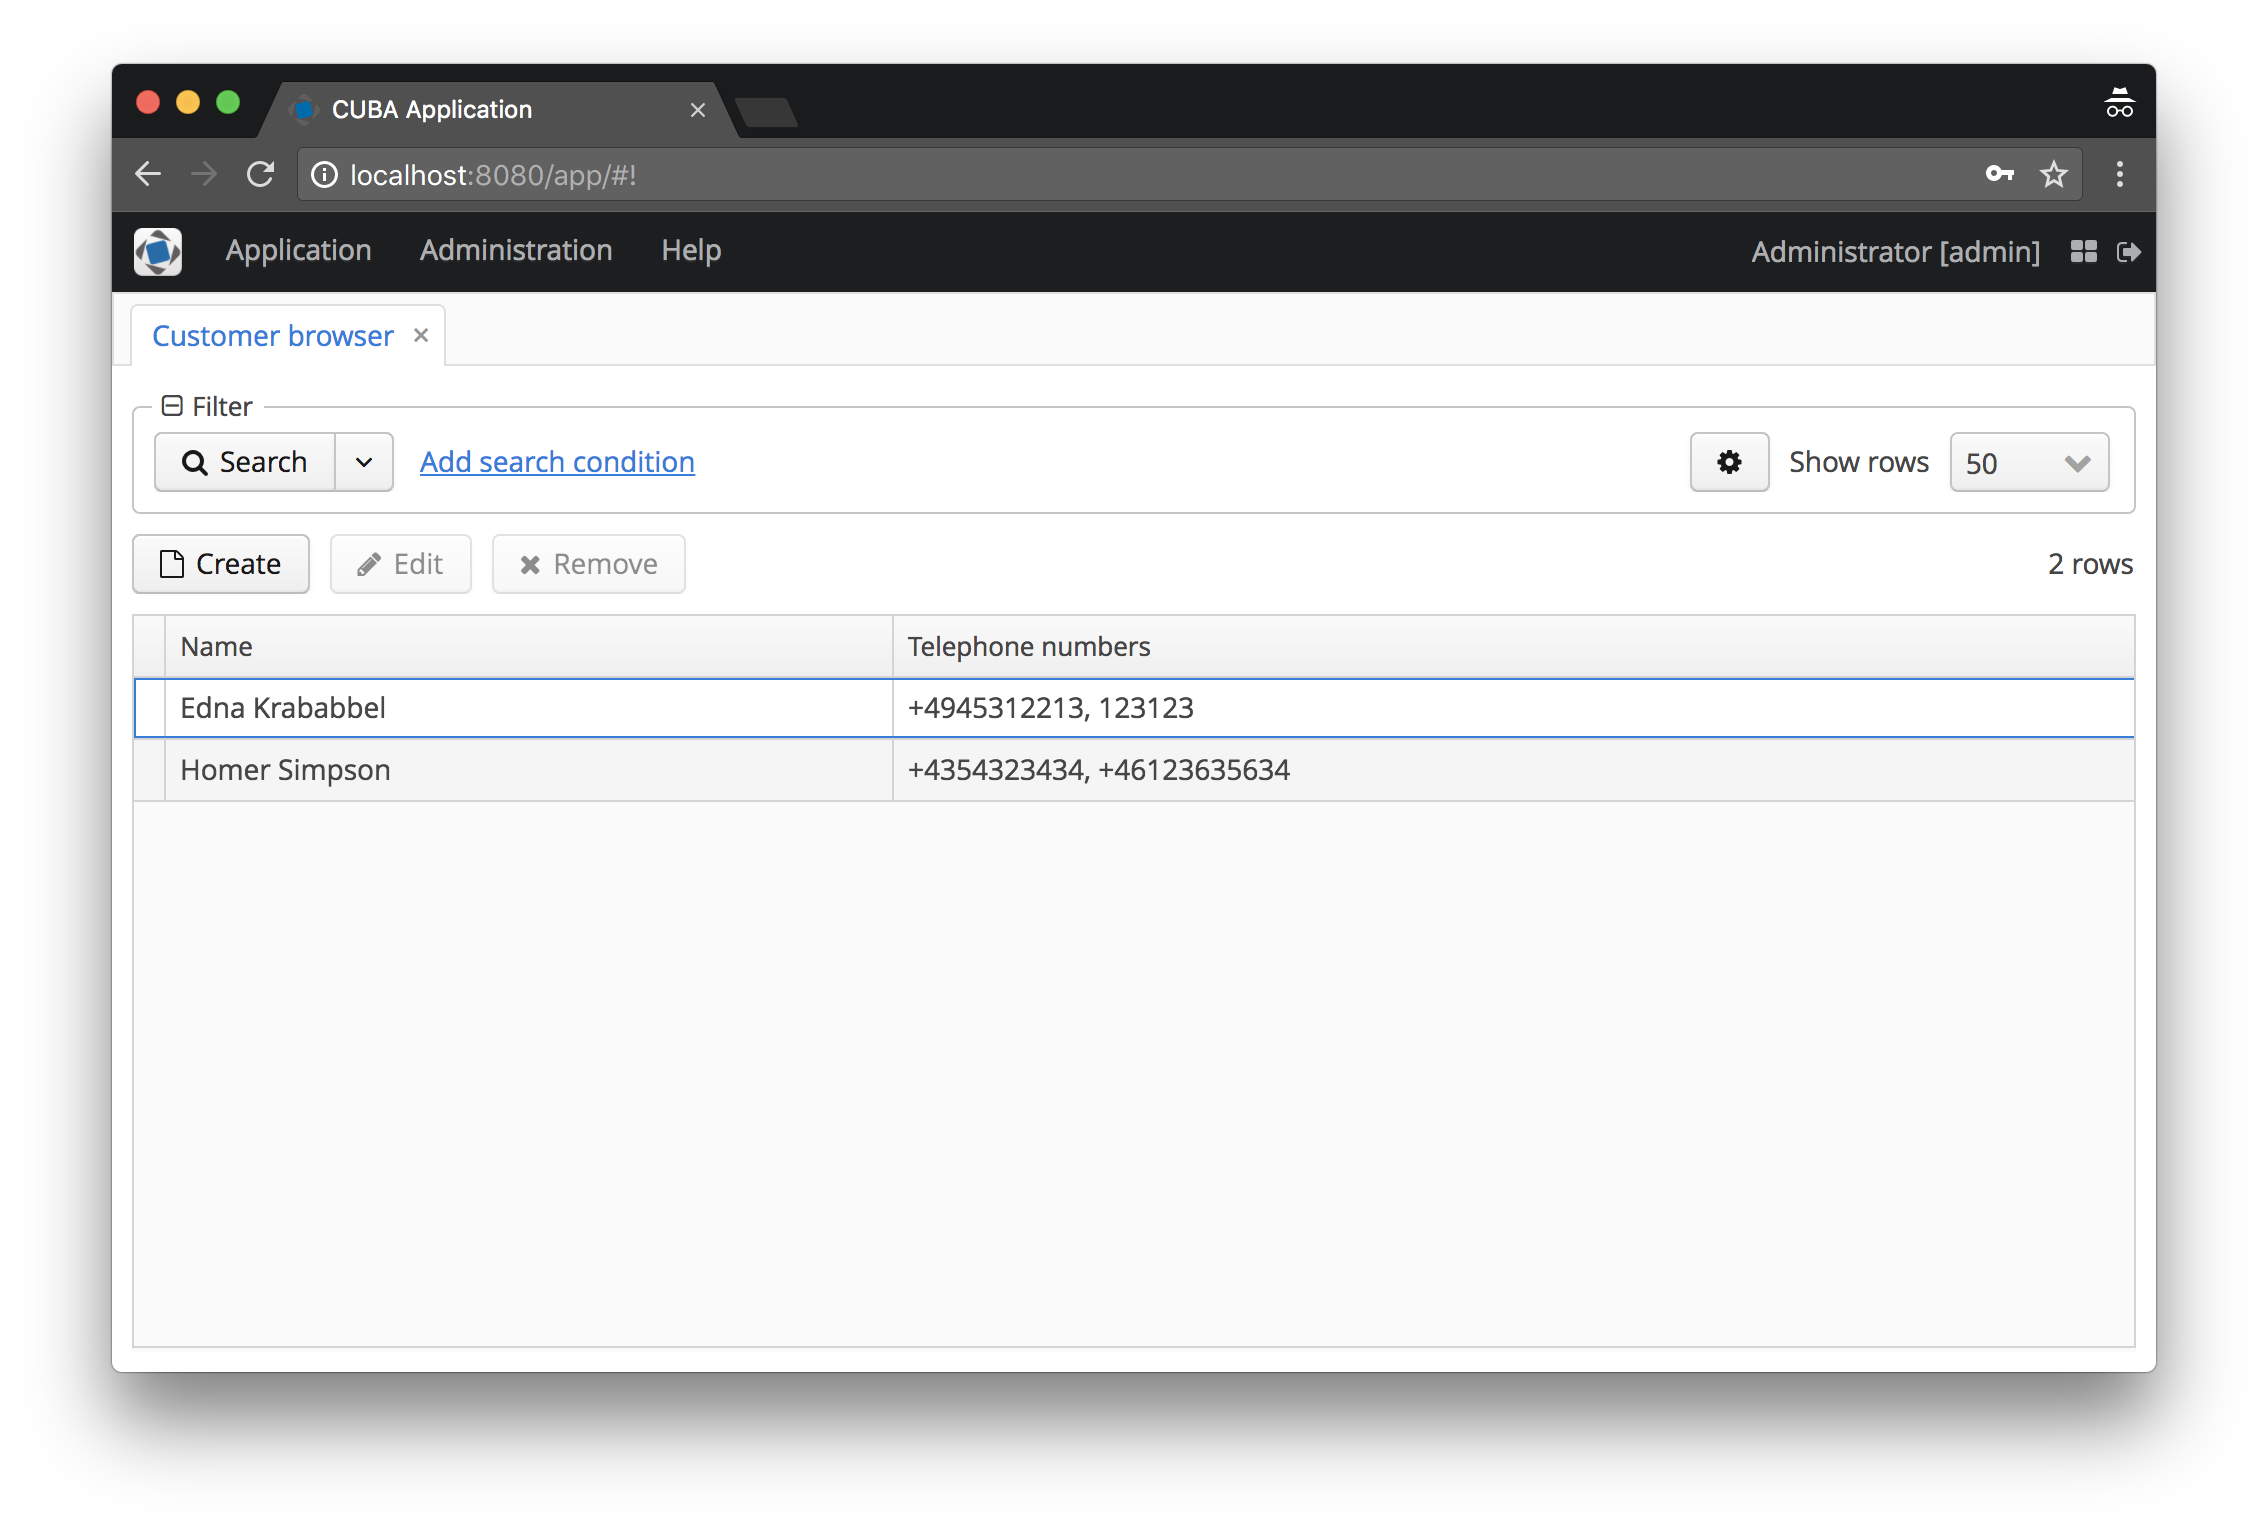 CUBA Application
localhost:8080/app/#!
Application Administration Help Administrator [admin]
Customer browser
Filter
Search Add search condition Show rows 50
Create Edit Remove 2 rows
Name Telephone numbers
Edna Krababbel +4945312213, 123123
Homer Simpson +4354323434, +46123635634